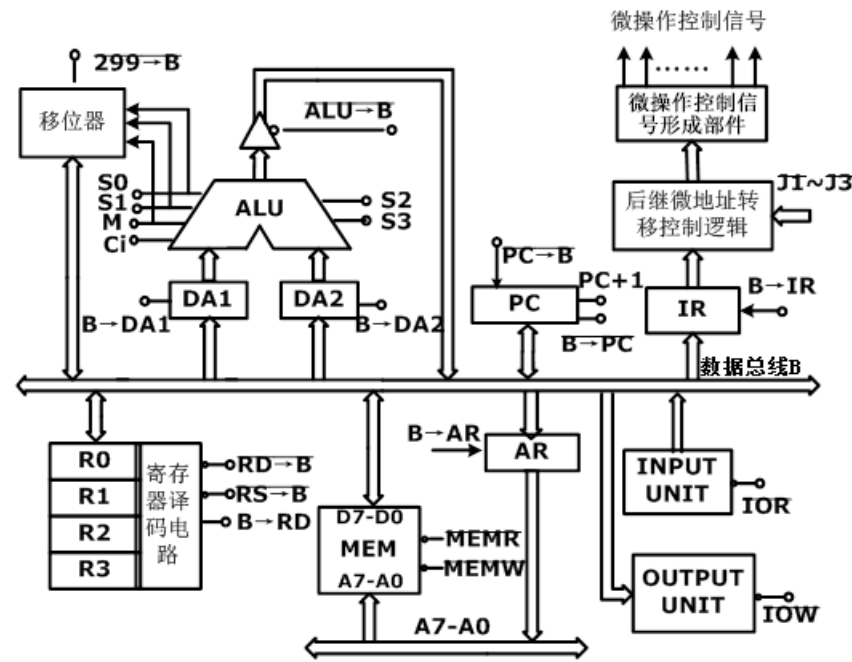 微操作控制信号
299→B
……
移位器
ALU→B
微操作控制信
号形成部件
S0
S1
M
Ci
ALU
S2
S3
后继微地址转
移控制逻辑
J1~J3
PC→B
DA1
DA2
PC
PC+1
IR
B→IR
B→DA1
B→DA2
B→PC
数据总线B
R0
R1
R2
R3
寄存
器译
码电
路
RD→B
RS→B
B→RD
B→AR
AR
D7-D0
MEM
A7-A0
MEMR
MEMW
INPUT
UNIT
IOR
OUTPUT
UNIT
IOW
A7-A0